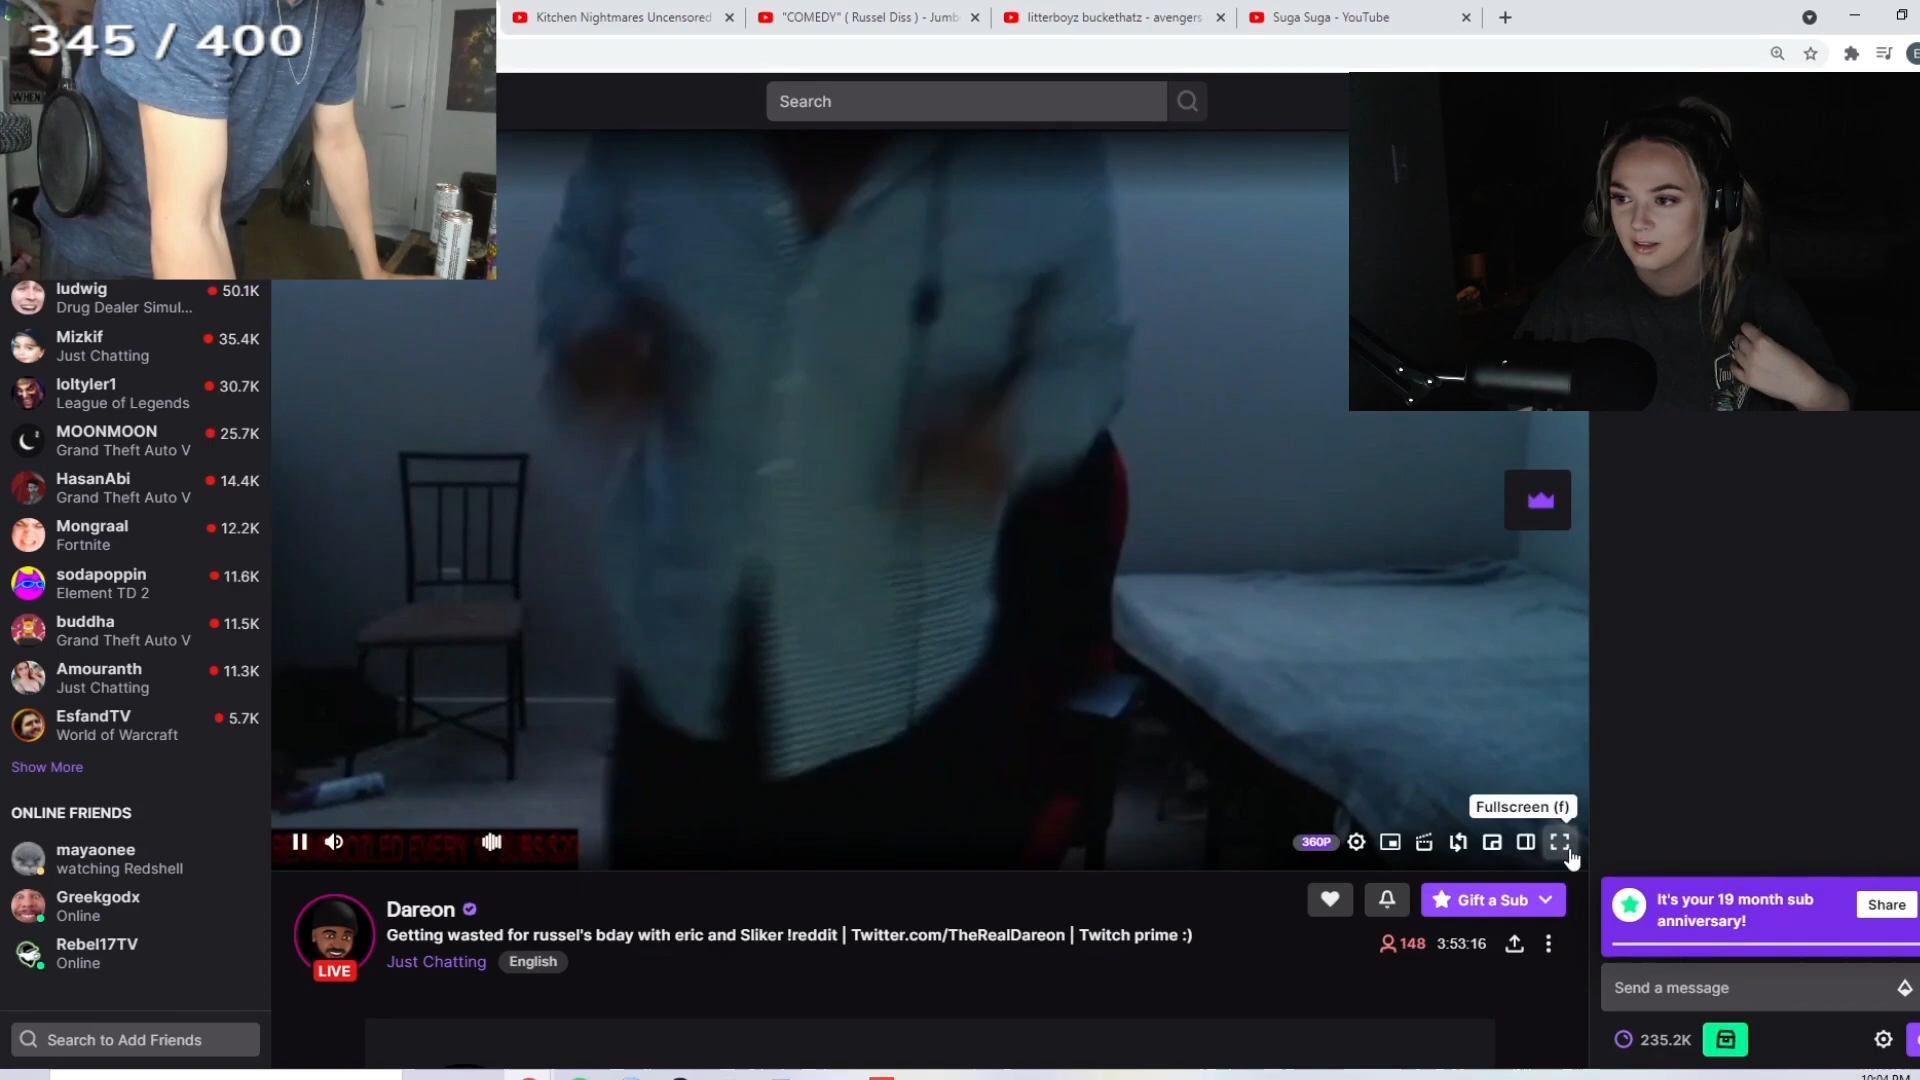 345 / 400
Kitchen Nightmares Uncensored
"COMEDY" ( Russel Diss ) - Jumb
litterboyz buckethatz - avengers
Suga Suga - YouTube
Search
WHEN
ludwig
Drug Dealer Simul...
50.1K
Mizkif
Just Chatting
35.4K
loltyler1
League of Legends
30.7K
MOONMOON
Grand Theft Auto V
25.7K
HasanAbi
Grand Theft Auto V
14.4K
Mongraal
Fortnite
12.2K
sodapoppin
Element TD 2
11.6K
buddha
Grand Theft Auto V
11.5K
Amouranth
Just Chatting
11.3K
EsfandTV
World of Warcraft
5.7K
Show More
ONLINE FRIENDS
mayaonee
watching Redshell
Greekgodx
Online
Rebel17TV
Online
Search to Add Friends
Fullscreen (f)
360P
Dareon
Getting wasted for russel's bday with eric and Sliker !reddit | Twitter.com/TheRealDareon | Twitch prime :)
LIVE
Just Chatting
English
Gift a Sub
148
3:53:16
It's your 19 month sub
anniversary!
Share
Send a message
235.2K
10:04 PM